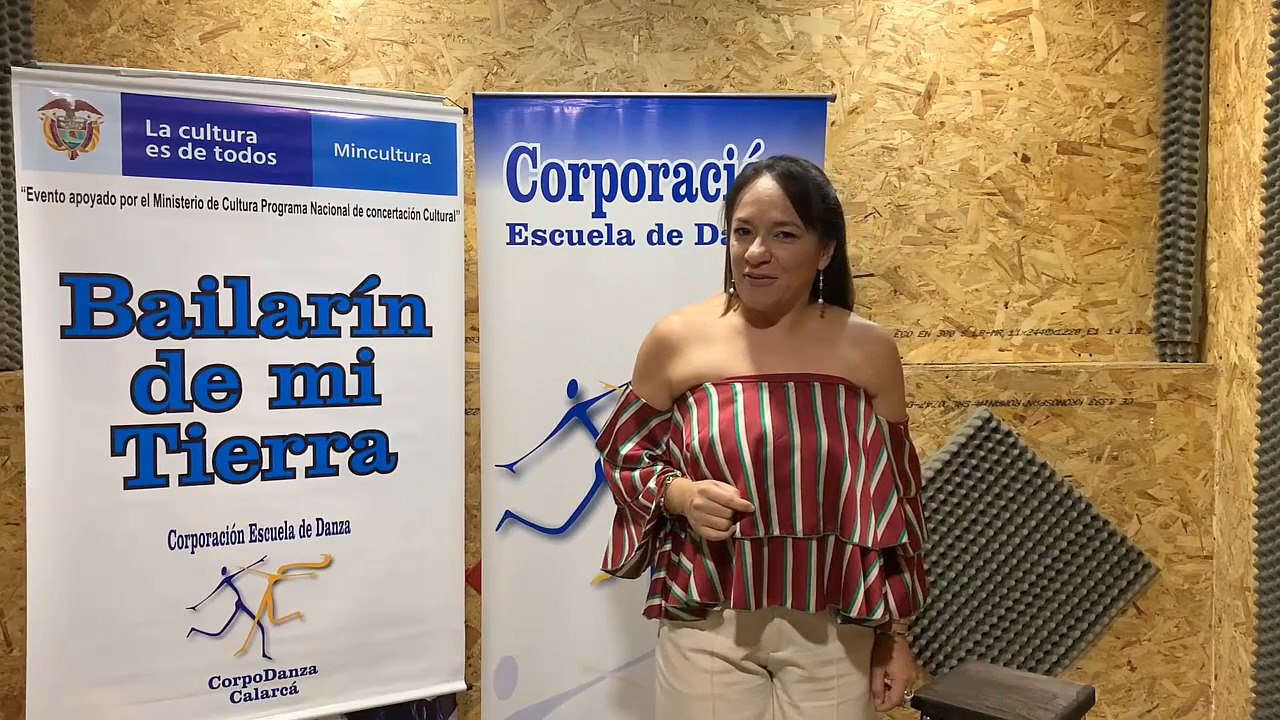 La cultura
es de todos
Mincultura
“Evento apoyado por el Ministerio de Cultura Programa Nacional de concertación Cultural”
Bailarín
de mi
Tierra
Corporación Escuela de Danza
CorpoDanza
Calarcá
Corporació
Escuela de Da